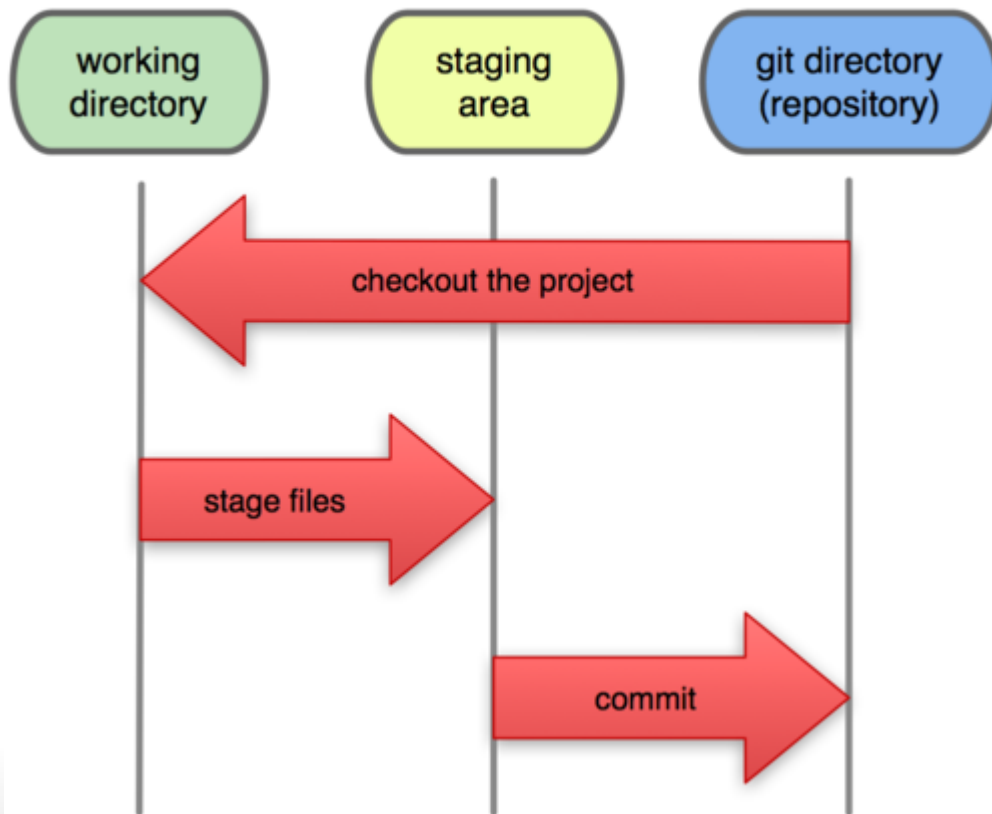 working
directory
staging
area
git directory
(repository)
checkout the project
stage files
commit